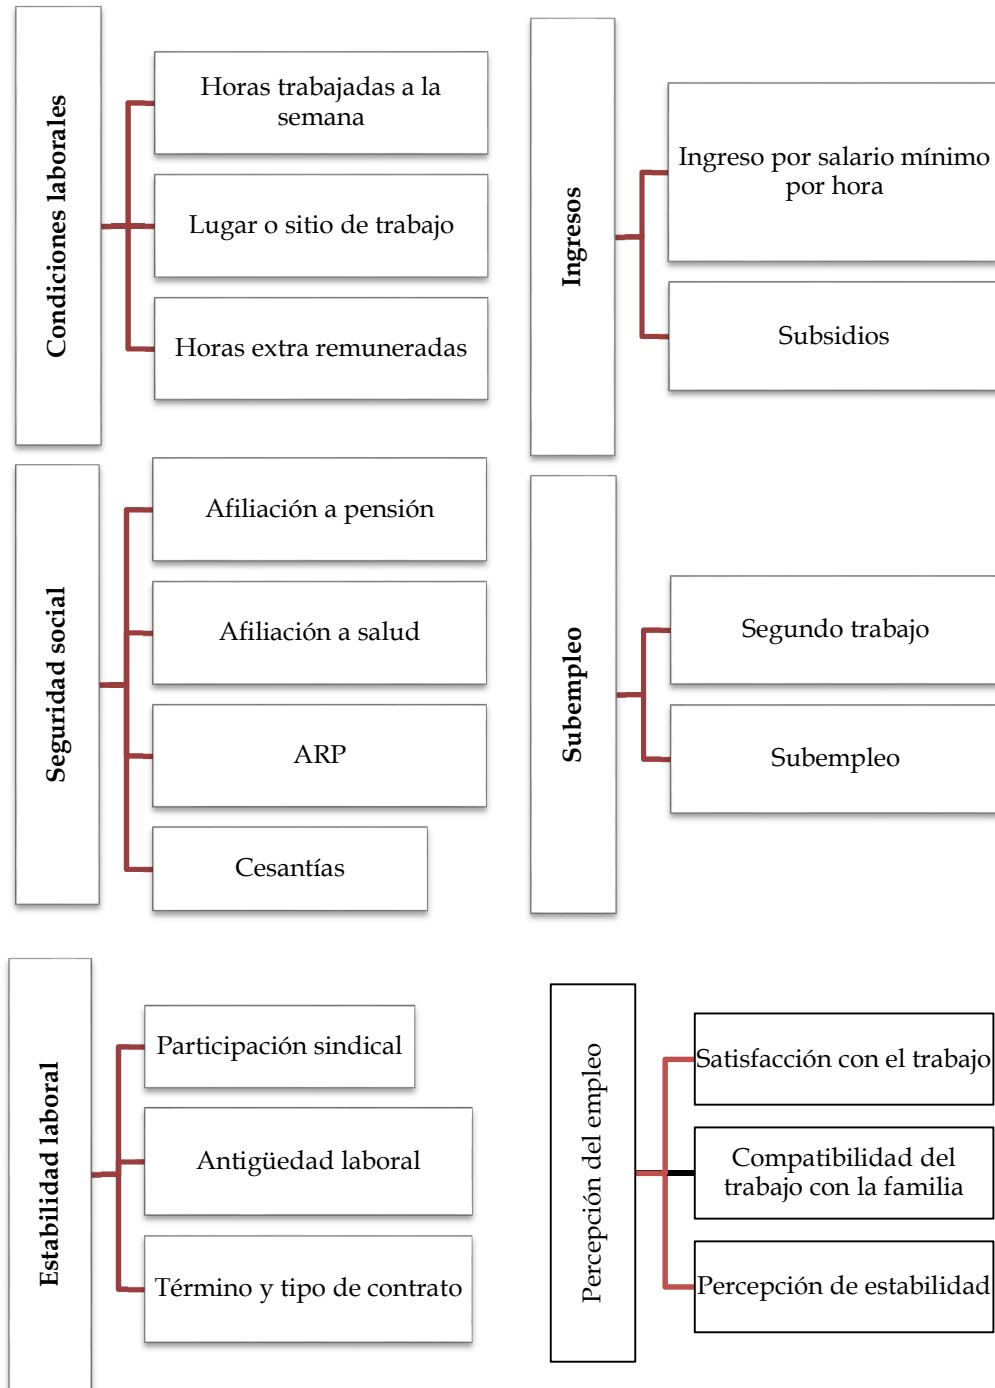 Condiciones laborales
Horas trabajadas a la
semana
Lugar o sitio de trabajo
Horas extra remuneradas
Ingresos
Ingreso por salario mínimo
por hora
Subsidios
Seguridad social
Afiliación a pensión
Afiliación a salud
ARP
Cesantías
Subempleo
Segundo trabajo
Subempleo
Estabilidad laboral
Participación sindical
Antigüedad laboral
Término y tipo de contrato
Percepción del empleo
Satisfacción con el trabajo
Compatibilidad del
trabajo con la familia
Percepción de estabilidad